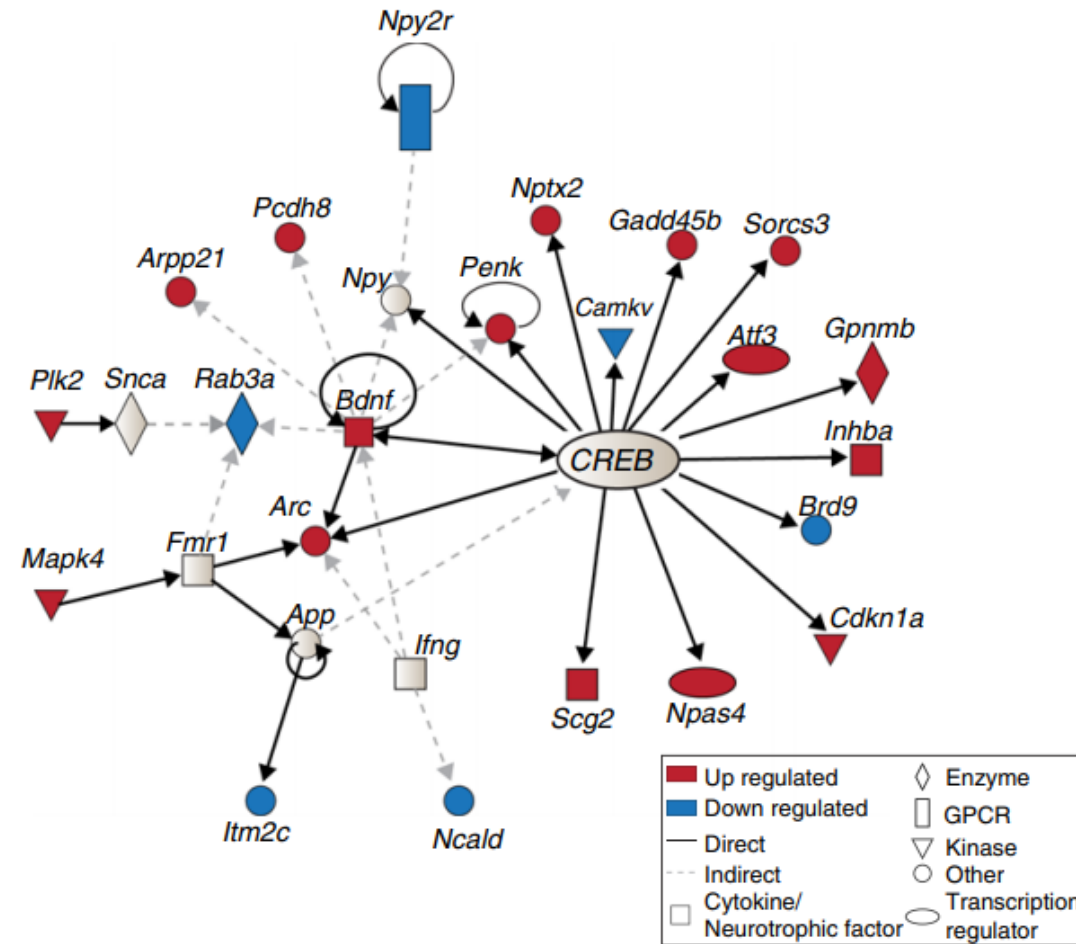 Npy2r
Nptx2
Pcdh8
Gadd45b
Sorcs3
Arpp21
Npy
Penk
Camkv
Atf3
Gpnmb
Plk2
Snca
Rab3a
Bdnf
Inhba
CREB
Brd9
Arc
Mapk4
Fmr1
App
Ifng
Cdkn1a
Scg2
Npas4
Itm2c
Ncald
Up regulated
Down regulated
Direct
Indirect
Cytokine/
Neurotrophic factor
Enzyme
GPCR
Kinase
Other
Transcription
regulator